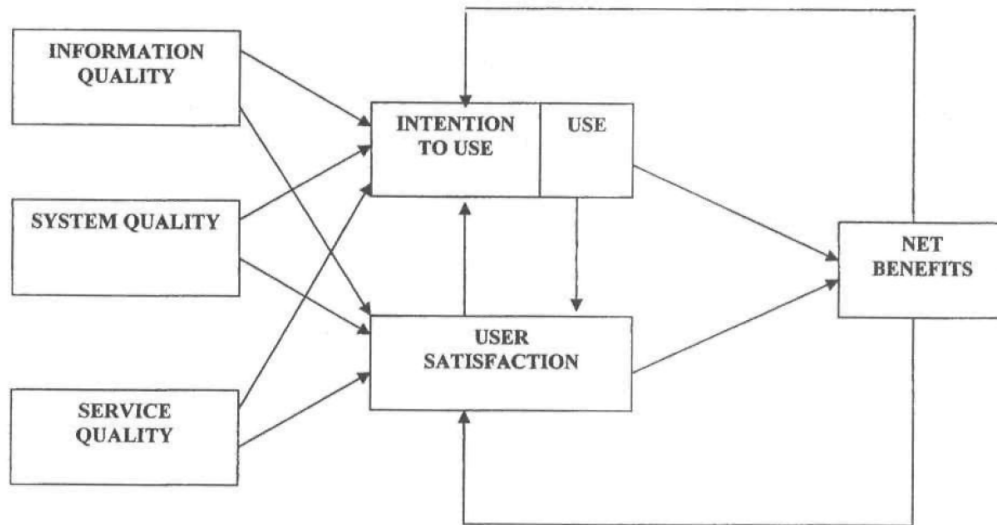 INFORMATION
QUALITY
INTENTION
TO USE
USE
SYSTEM QUALITY
NET
BENEFITS
USER
SATISFACTION
SERVICE
QUALITY